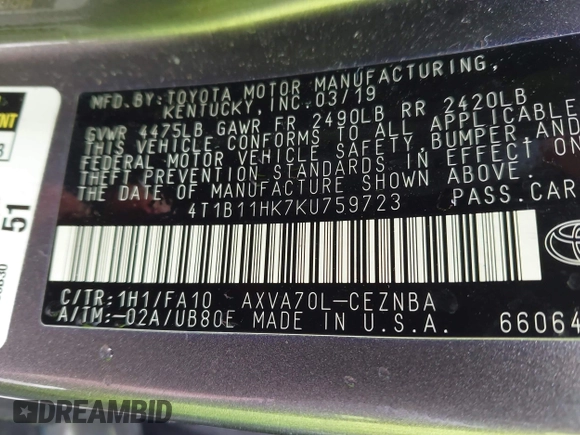 MFD.BY:TOYOTA MOTOR MANUFACTURING,
KENTUCKY, INC. 03/19
GVWR 4475LB GAWR FR 2490LB RR 2420LB
THIS VEHICLE CONFORMS TO ALL APPLICABLE
FEDERAL MOTOR VEHICLE SAFETY,BUMPER,AND
THEFT PREVENTION STANDARDS IN EFFECT ON
THE DATE OF MANUFACTURE SHOWN ABOVE.
4T1B11HK7KU759723 PASS.CAR
C/TR:1H1/FA10 AXVA70L-CEZNBA
A/TM:-02A/UB80E MADE IN U.S.A.
66064
51
DREAMBID